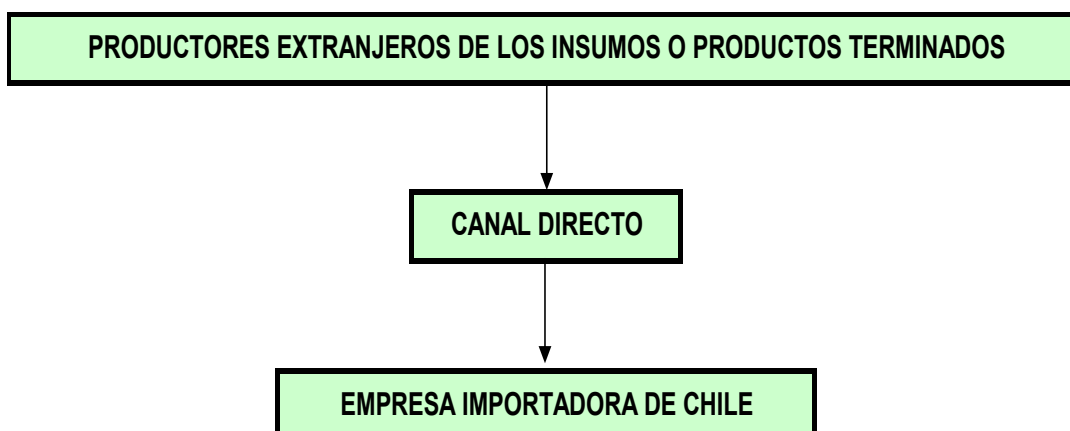 PRODUCTORES EXTRANJEROS DE LOS INSUMOS O PRODUCTOS TERMINADOS
CANAL DIRECTO
EMPRESA IMPORTADORA DE CHILE